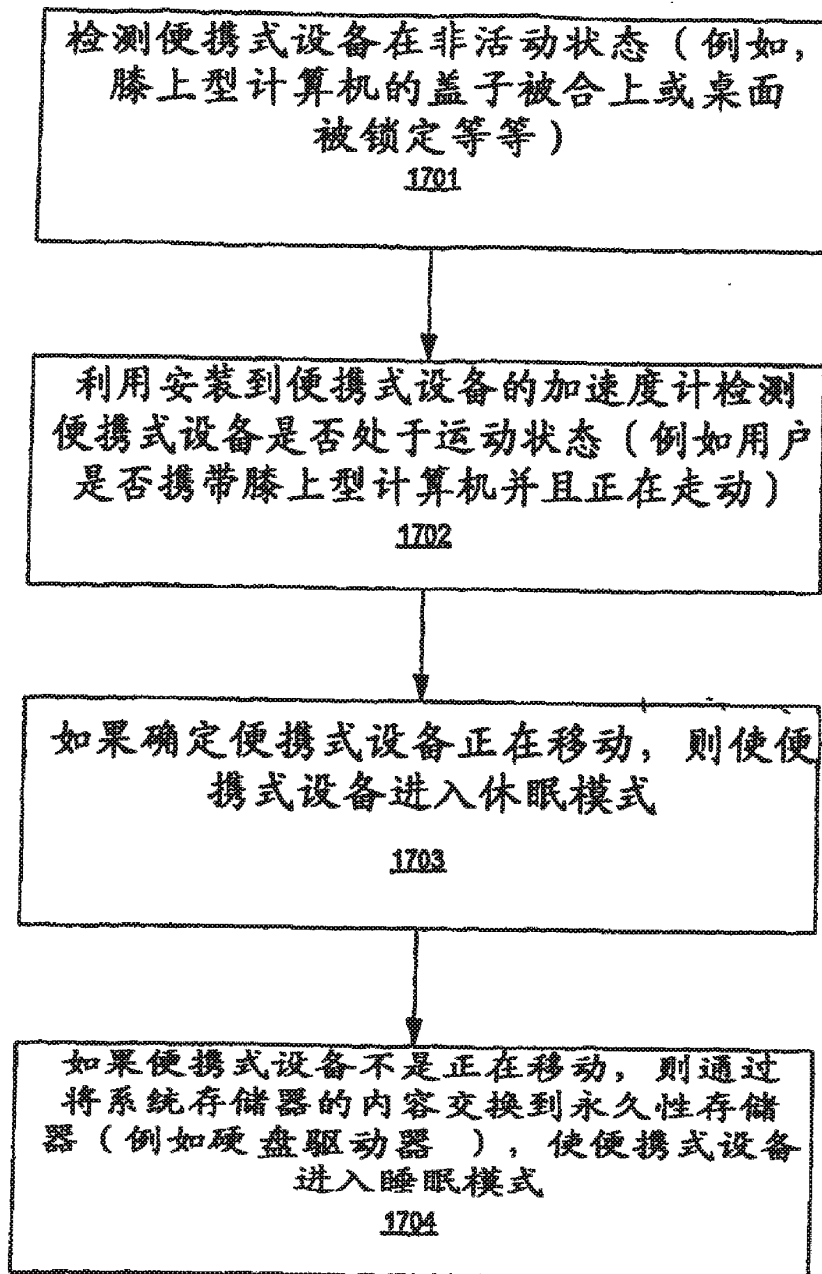 检测便携式设备在非活动状态（例如，
膝上型计算机的盖子被合上或桌面
被锁定等等）
1701
利用安装到便携式设备的加速度计检测
便携式设备是否处于运动状态（例如用户
是否携带膝上型计算机并且正在走动）
1702
如果确定便携式设备正在移动，则使便
携式设备进入休眠模式
1703
如果便携式设备不是正在移动，则通过
将系统存储器的内容交换到永久性存储
器（例如硬盘驱动器 ），使便携式设备
进入睡眠模式
1704